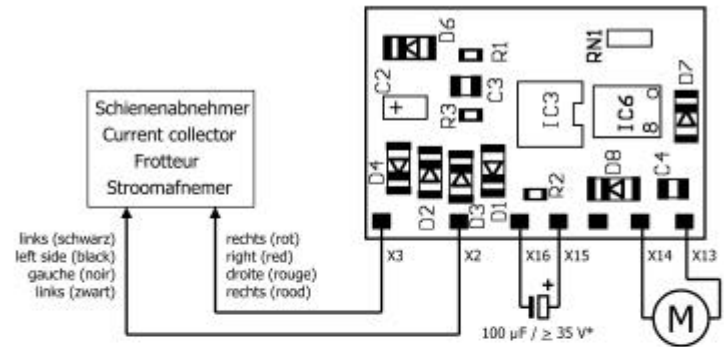 Schienenabnehmer
Current collector
Frotteur
Stroomafnemer
links (schwarz)
left side (black)
gauche (noir)
links (zwart)
rechts (rot)
right (red)
droite (rouge)
rechts (rood)
D6
R1
RN1
D7
C2
+
C3
R3
IC3
IC6
8
D4
D2
D3
D1
R2
D8
C4
X3
X2
X16
X15
X14
X13
+
100 µF / ≥ 35 V*
M